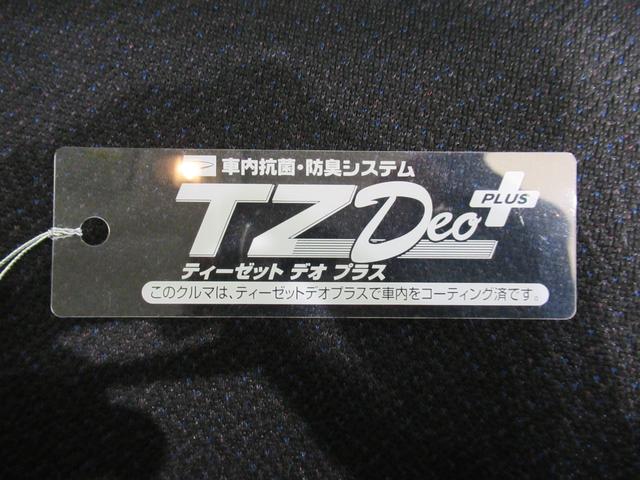 車内抗菌・防臭システム
TZ Deo PLUS
ティーゼット デオ プラス
このクルマは、ティーゼットデオプラスで車内をコーティング済です。